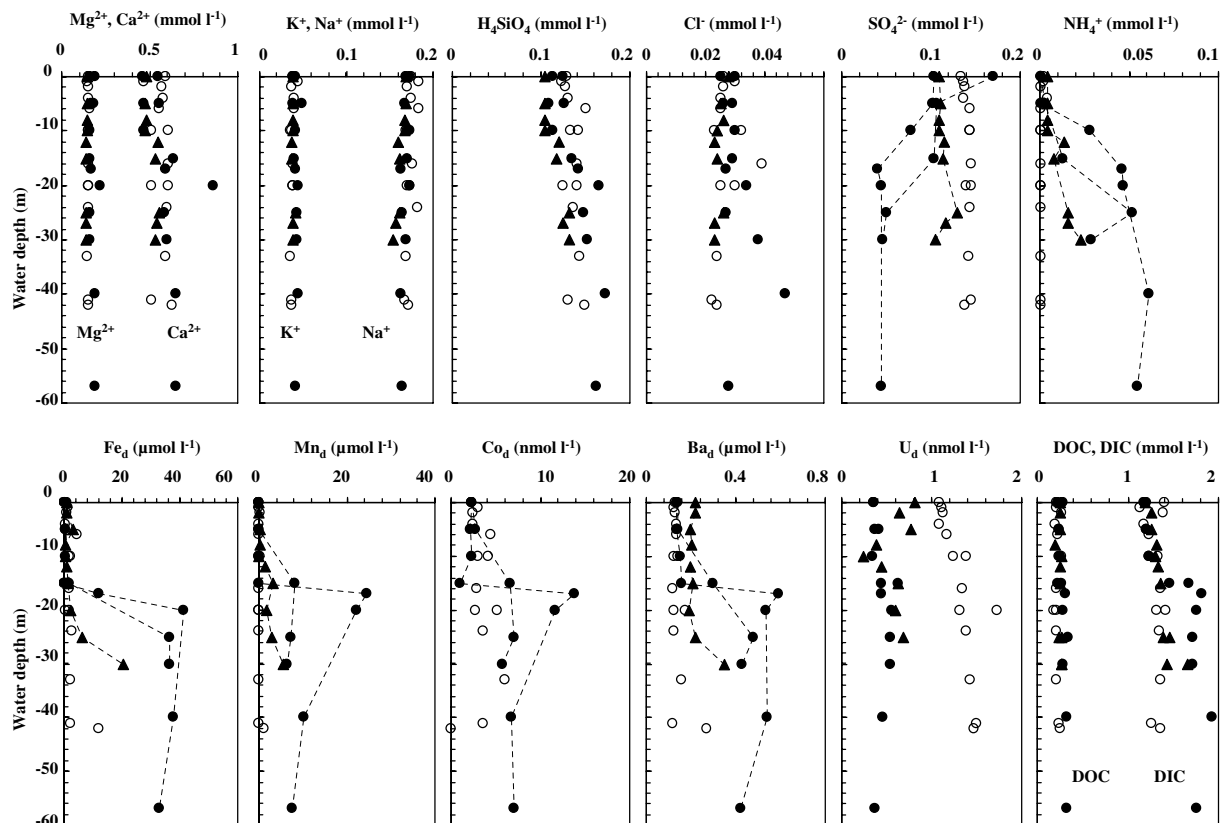 Mg²⁺, Ca²⁺ (mmol l⁻¹) K⁺, Na⁺ (mmol l⁻¹) H₄SiO₄ (mmol l⁻¹) Cl⁻ (mmol l⁻¹) SO₄²⁻ (mmol l⁻¹) NH₄⁺ (mmol l⁻¹)
0 0.5 1 0 0.1 0.2 0 0.1 0.2 0 0.02 0.04 0 0.1 0.2 0 0.05 0.1
0
-10
-20
-30
-40
-50
-60
Water depth (m)
Mg²⁺ Ca²⁺ K⁺ Na⁺
Fe_d (µmol l⁻¹) Mn_d (µmol l⁻¹) Co_d (nmol l⁻¹) Ba_d (µmol l⁻¹) U_d (nmol l⁻¹) DOC, DIC (mmol l⁻¹)
0 20 40 60 0 20 40 0 10 20 0 0.4 0.8 0 1 2 0 1 2
0
-10
-20
-30
-40
-50
-60
Water depth (m)
DOC DIC